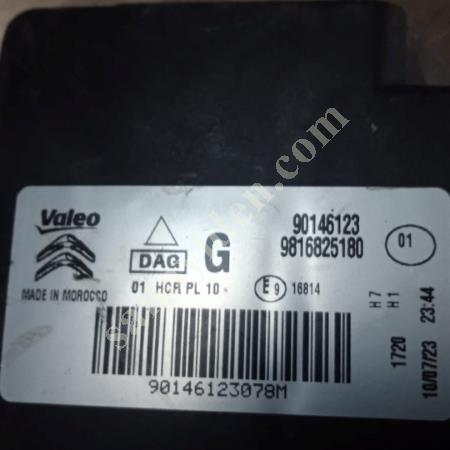 Valeo
MADE IN MOROCCO
DAG
01 HCR PL 10
G
E9 16814
90146123
9816825180
01
H7 H1
1720
10/07/23 23:44
90146123078M